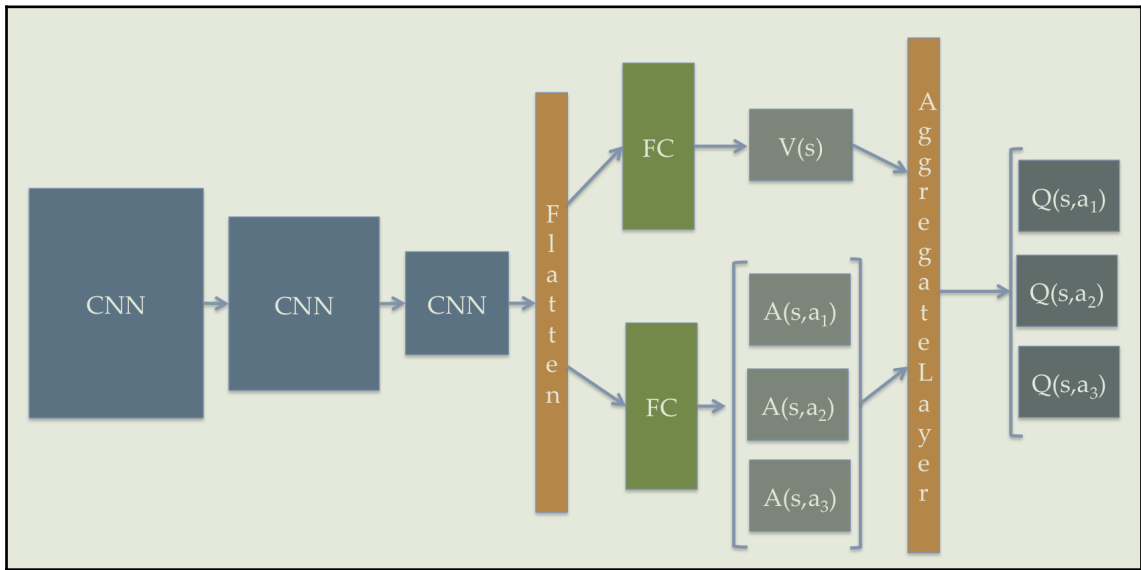 CNN
CNN
CNN
Flatten
FC
V(s)
FC
A(s,a₁)
A(s,a₂)
A(s,a₃)
AggregateLayer
Q(s,a₁)
Q(s,a₂)
Q(s,a₃)